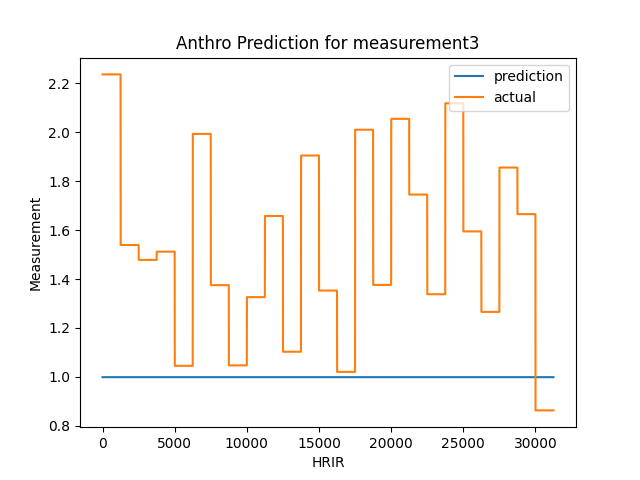 Anthro Prediction for measurement3
prediction
actual
Measurement
2.2
2.0
1.8
1.6
1.4
1.2
1.0
0.8
0 5000 10000 15000 20000 25000 30000
HRIR